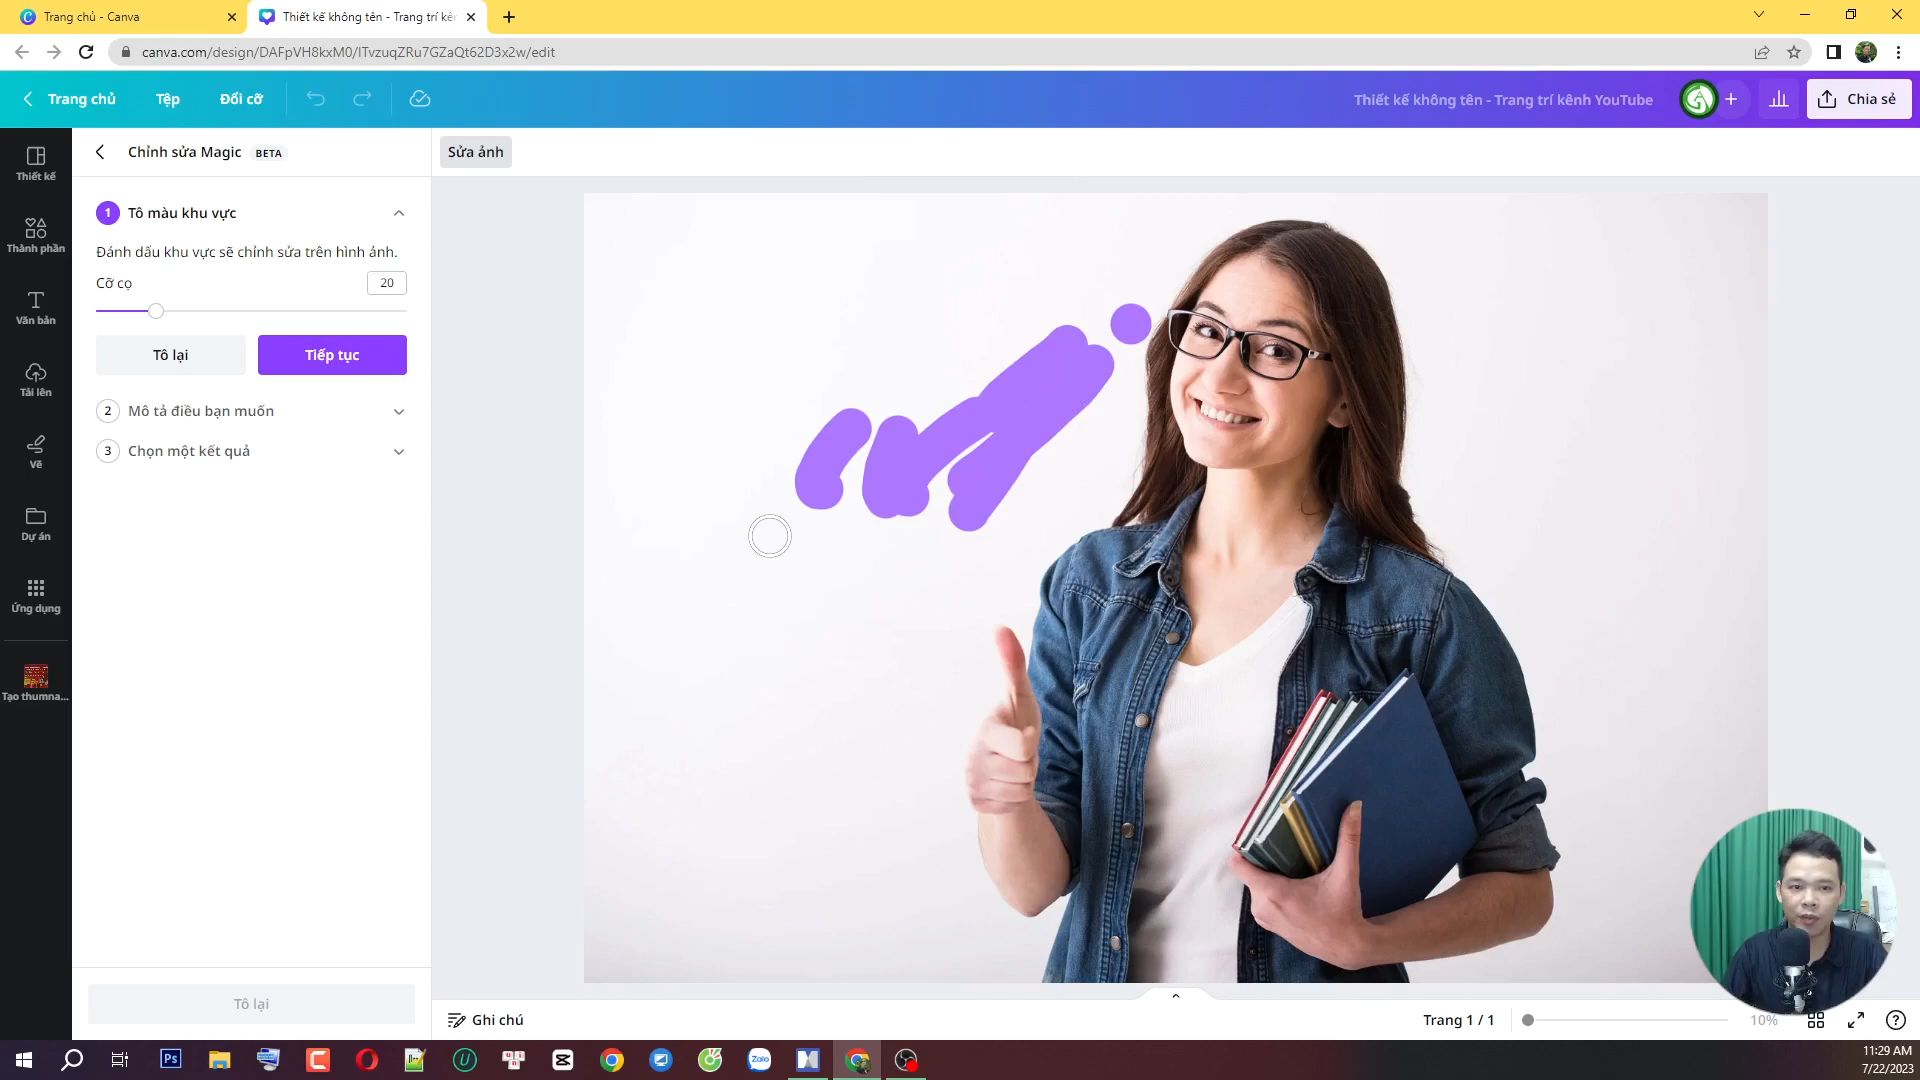 Trang chủ - Canva
Thiết kế không tên - Trang trí kên
canva.com/design/DAFpVH8kxM0/ITvzuqZRu7GZaQt62D3x2w/edit
Trang chủ
Tệp
Đổi cỡ
Thiết kế không tên - Trang trí kênh YouTube
Chia sẻ
Thiết kế
Thành phần
Văn bản
Tải lên
Vẽ
Dự án
Ứng dụng
Tạo thumna...
Chỉnh sửa Magic BETA
Sửa ảnh
1 Tô màu khu vực
Đánh dấu khu vực sẽ chỉnh sửa trên hình ảnh.
Cỡ cọ 20
Tô lại Tiếp tục
2 Mô tả điều bạn muốn
3 Chọn một kết quả
Tô lại
Ghi chú
Trang 1 / 1
10%
Ps
Zalo
11:29 AM
7/22/2023